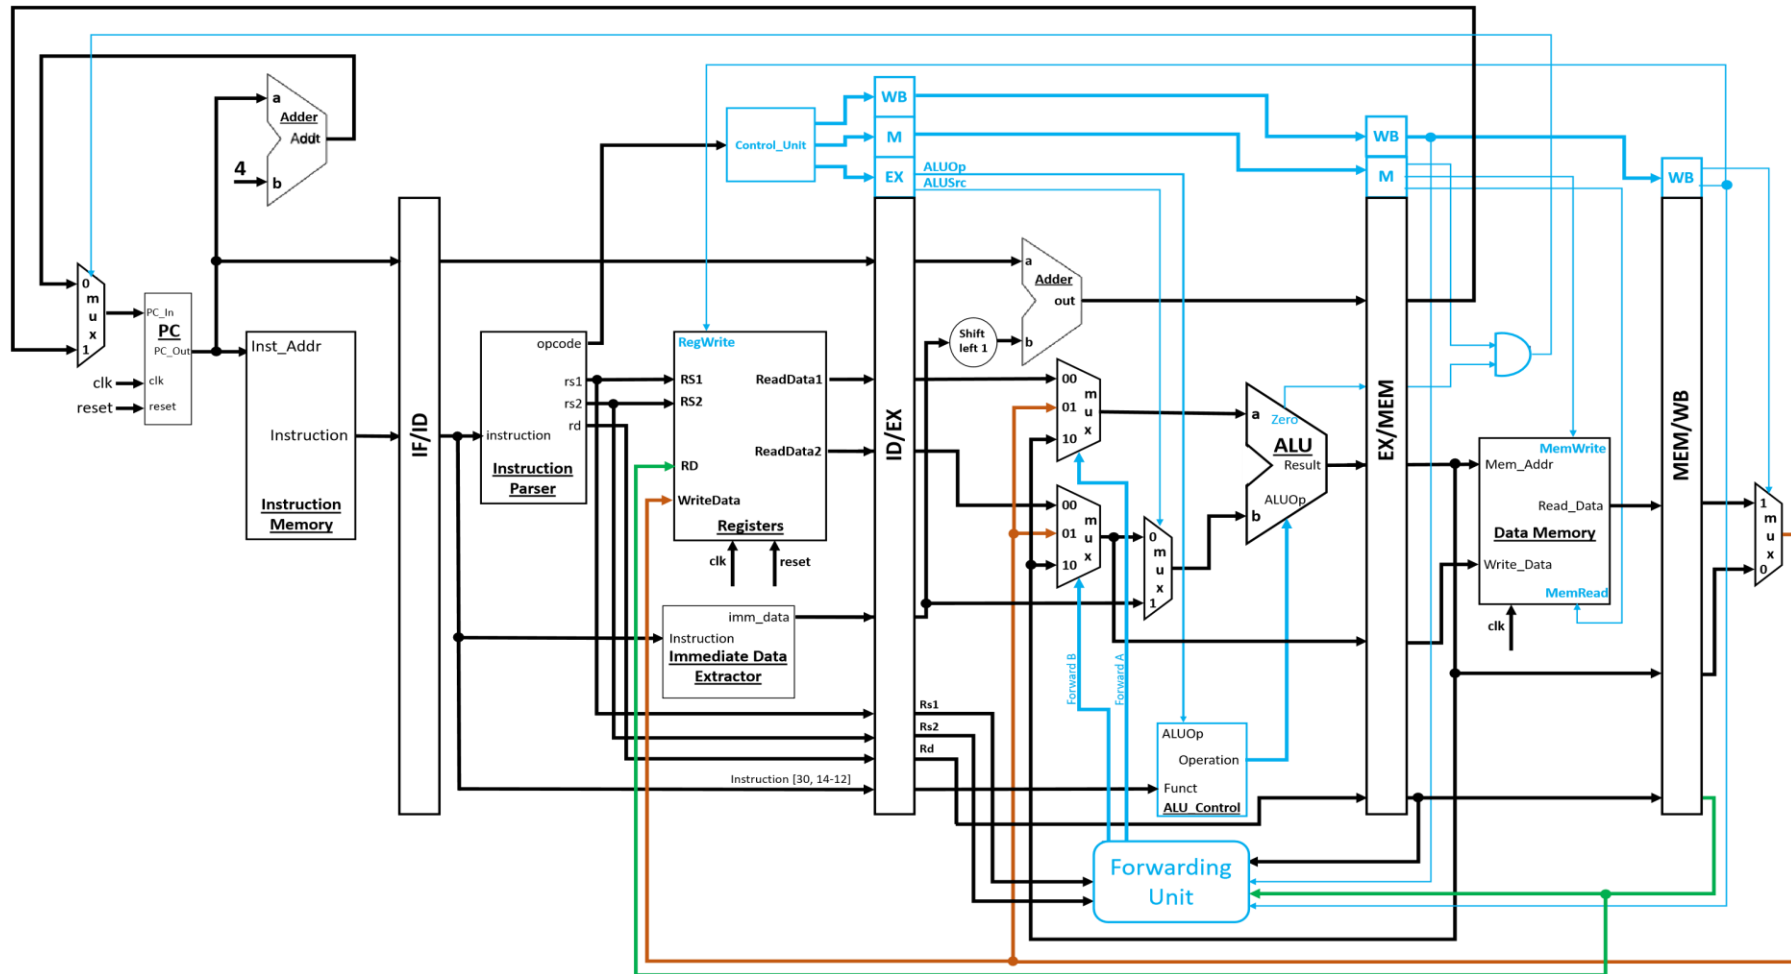 WB
Control_Unit
M
EX
ALUOp
ALUSrc
WB
M
WB
a
Adder
4
b
0
m
u
x
1
PC_In
PC
PC_Out
clk
clk
reset
reset
Inst_Addr
Instruction
Instruction
Memory
IF/ID
opcode
rs1
rs2
rd
instruction
Instruction
Parser
RegWrite
RS1
RS2
ReadData1
ReadData2
RD
WriteData
Registers
clk
reset
imm_data
Instruction
Immediate Data
Extractor
Instruction [30, 14-12]
ID/EX
a
Adder
out
b
Shift
left 1
00
01
10
m
u
x
00
01
10
m
u
x
0
m
u
x
1
a
Zero
ALU
Result
ALUOp
b
Forward B
Forward A
Rs1
Rs2
Rd
ALUOp
Operation
Funct
ALU_Control
Forwarding
Unit
EX/MEM
MemWrite
Mem_Addr
Read_Data
Data Memory
Write_Data
MemRead
clk
MEM/WB
1
m
u
x
0